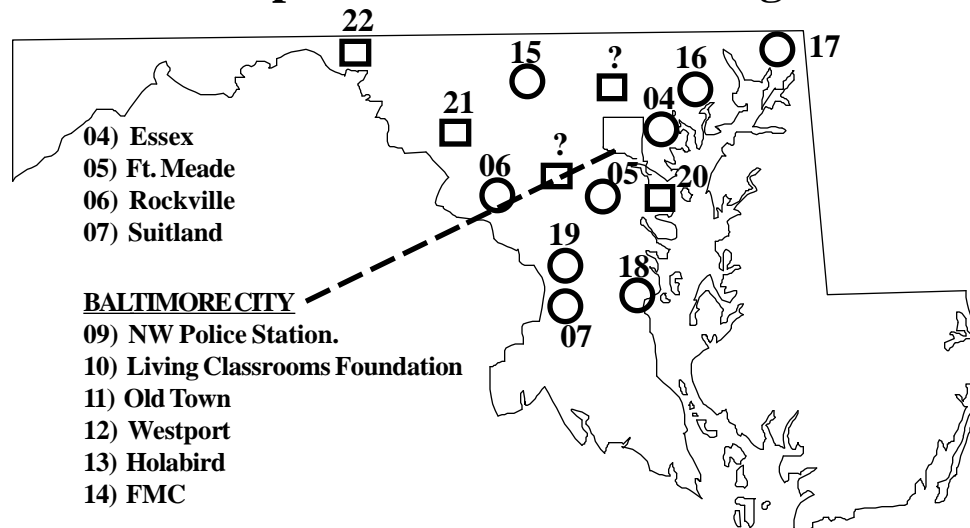 22
15
?
16
17
04
21
04) Essex
05) Ft. Meade
06) Rockville
07) Suitland
?
06
05
20
19
18
07
BALTIMORE CITY
09) NW Police Station.
10) Living Classrooms Foundation
11) Old Town
12) Westport
13) Holabird
14) FMC